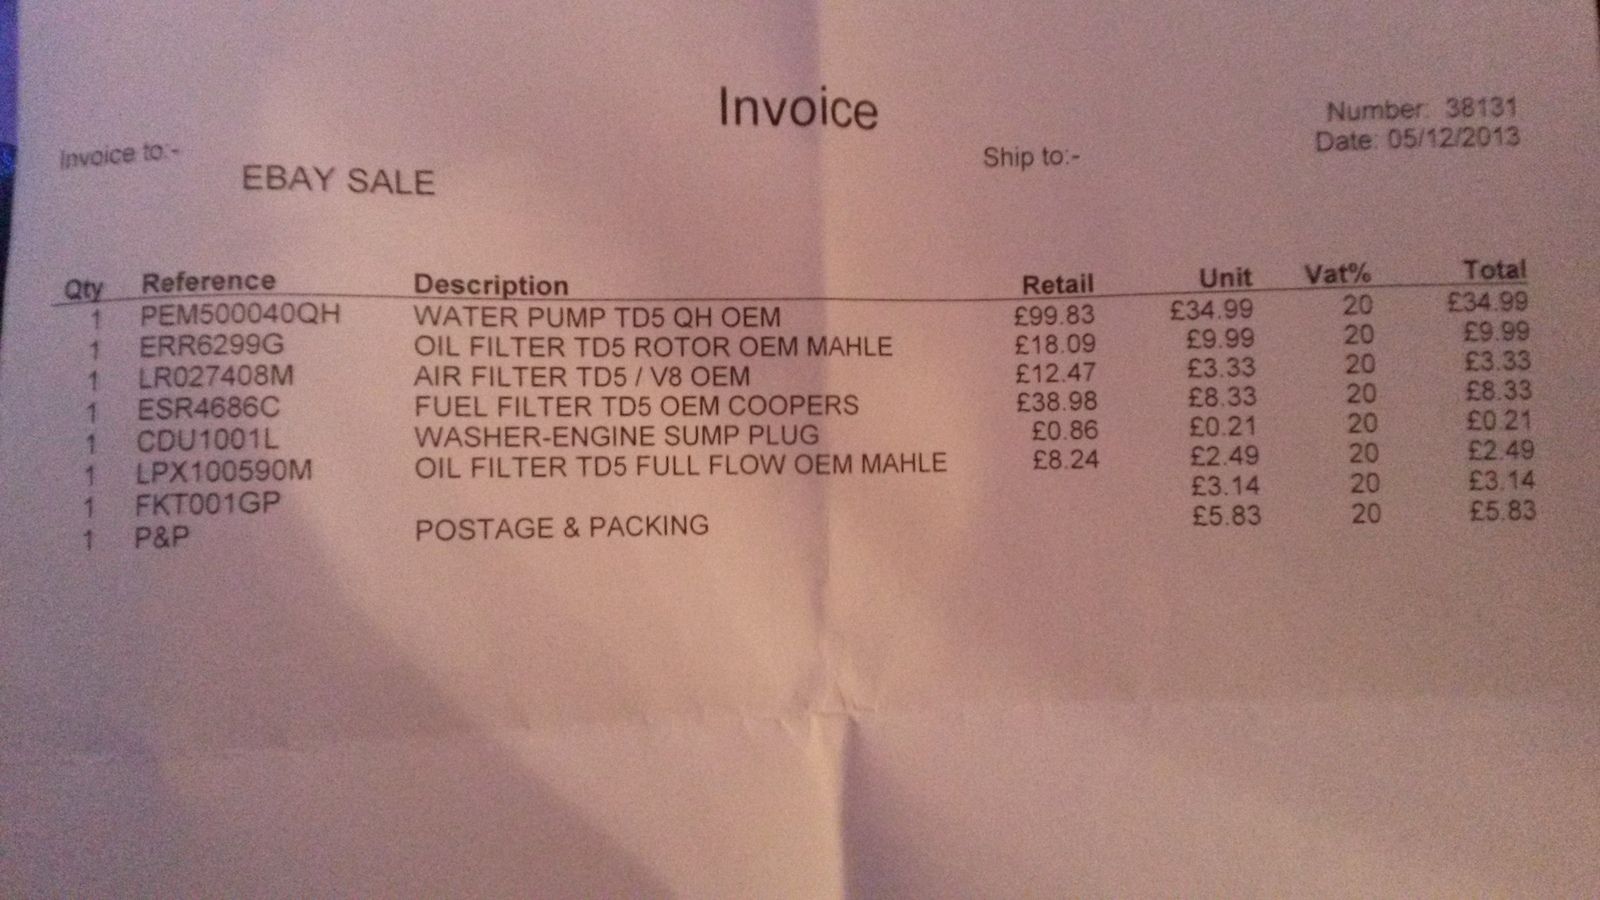 Invoice
Number: 38131
Date: 05/12/2013
Invoice to:-
Ship to:-
EBAY SALE
Qty Reference Description Retail Unit Vat% Total
1 PEM500040QH WATER PUMP TD5 QH OEM £99.83 £34.99 20 £34.99
1 ERR6299G OIL FILTER TD5 ROTOR OEM MAHLE £18.09 £9.99 20 £9.99
1 LR027408M AIR FILTER TD5 / V8 OEM £12.47 £3.33 20 £3.33
1 ESR4686C FUEL FILTER TD5 OEM COOPERS £38.98 £8.33 20 £8.33
1 CDU1001L WASHER-ENGINE SUMP PLUG £0.86 £0.21 20 £0.21
1 LPX100590M OIL FILTER TD5 FULL FLOW OEM MAHLE £8.24 £2.49 20 £2.49
1 FKT001GP £3.14 20 £3.14
1 P&P POSTAGE & PACKING £5.83 20 £5.83